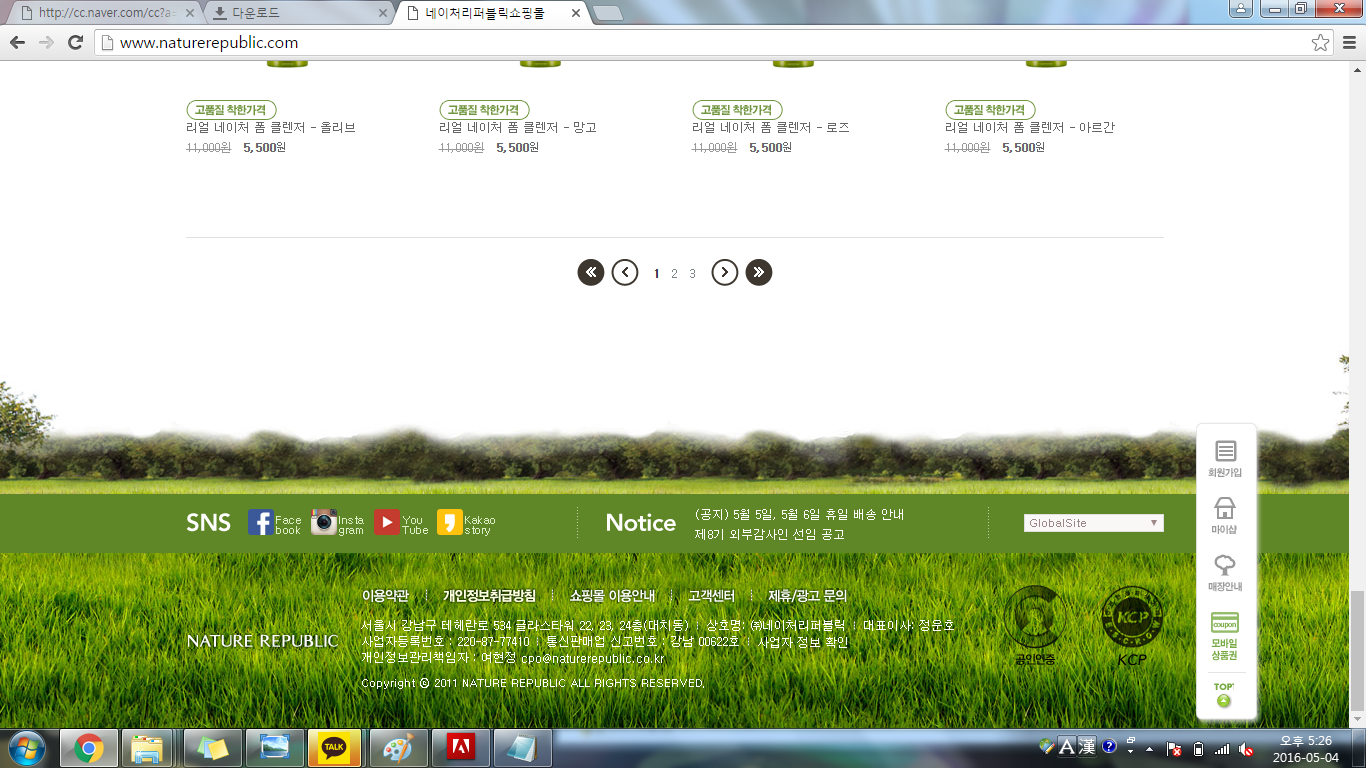 http://cc.naver.com/cc?a=
다운로드
네이처리퍼블릭쇼핑몰
www.naturerepublic.com
고품질 착한가격 고품질 착한가격 고품질 착한가격 고품질 착한가격
리얼 네이처 폼 클렌저 - 올리브 리얼 네이처 폼 클렌저 - 망고 리얼 네이처 폼 클렌저 - 로즈 리얼 네이처 폼 클렌저 - 아르간
11,000원 5,500원 11,000원 5,500원 11,000원 5,500원 11,000원 5,500원
1 2 3
회원가입
마이샵
매장안내
coupon
모바일
상품권
TOP
SNS
Face
book
Insta
gram
You
Tube
Kakao
story
Notice
(공지) 5월 5일, 5월 6일 휴일 배송 안내
제8기 외부감사인 선임 공고
GlobalSite
이용약관 개인정보취급방침 쇼핑몰 이용안내 고객센터 제휴/광고 문의
NATURE REPUBLIC
서울시 강남구 테헤란로 534 글라스타워 22, 23, 24층(대치동) 상호명: ㈜네이처리퍼블릭 대표이사: 정운호
사업자등록번호 : 220-87-77410 통신판매업 신고번호 : 강남 00622호 사업자 정보 확인
개인정보관리책임자 : 여현정 cpo@naturerepublic.co.kr
Copyright ⓒ 2011 NATURE REPUBLIC ALL RIGHTS RESERVED.
공인인증
KCP
KCP
TALK
A 漢
오후 5:26
2016-05-04